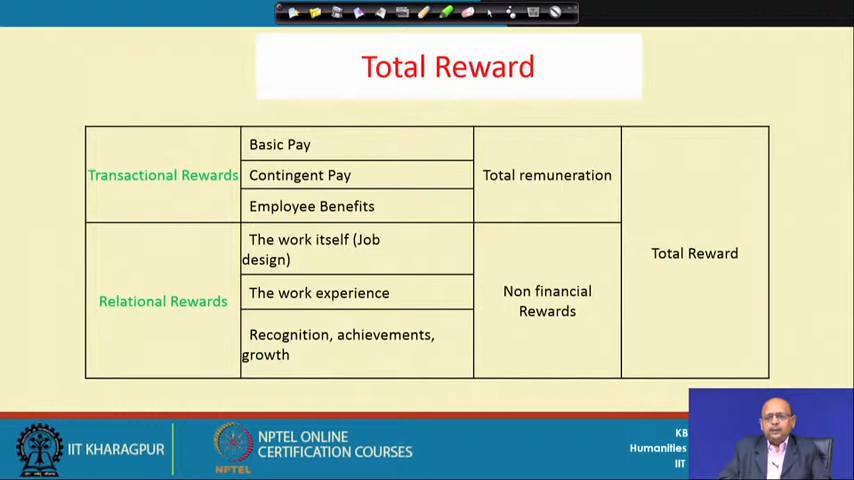 Total Reward
Transactional Rewards
Basic Pay
Contingent Pay
Employee Benefits
Total remuneration
Total Reward
Relational Rewards
The work itself (Job
design)
The work experience
Recognition, achievements,
growth
Non financial
Rewards
IIT KHARAGPUR
NPTEL
NPTEL ONLINE
CERTIFICATION COURSES
KB
Humanities
IIT